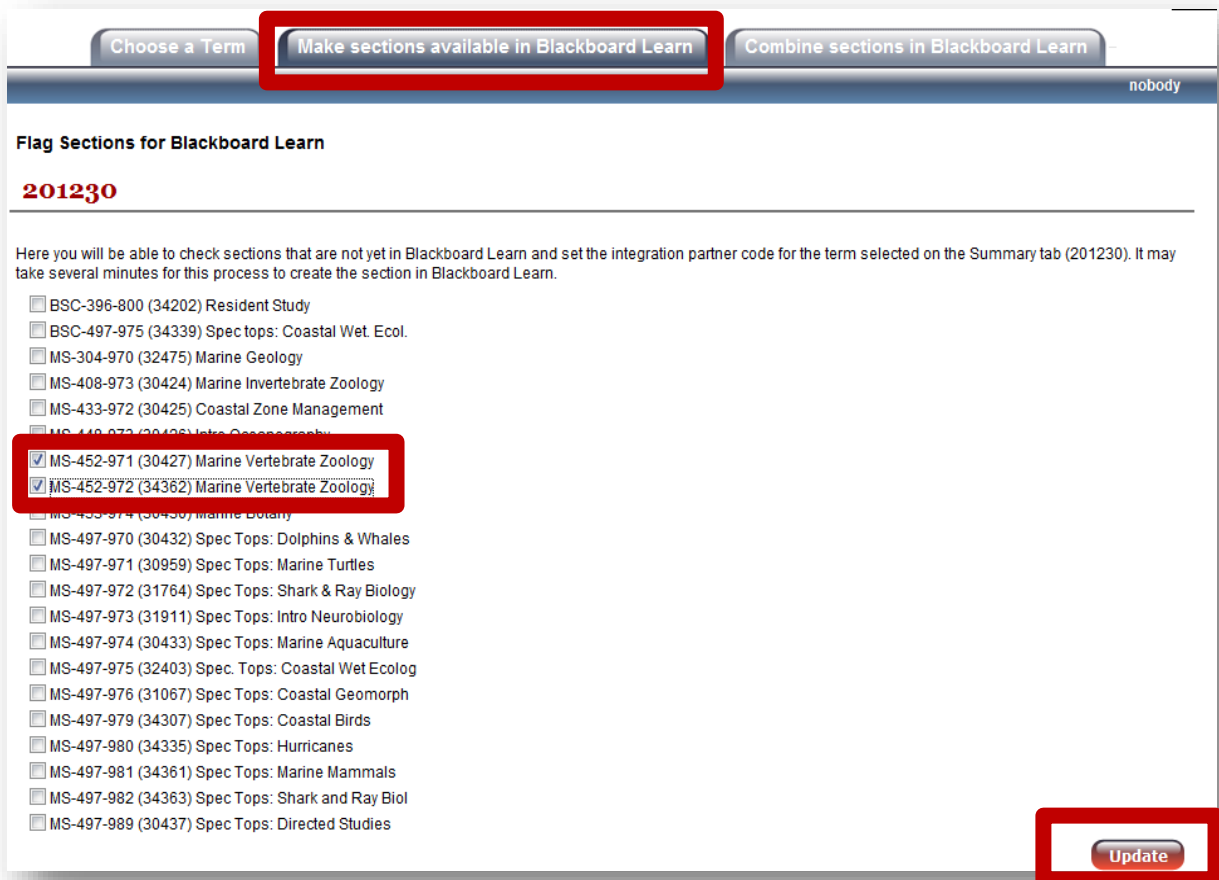 Choose a Term
Make sections available in Blackboard Learn
Combine sections in Blackboard Learn
nobody
Flag Sections for Blackboard Learn
201230
Here you will be able to check sections that are not yet in Blackboard Learn and set the integration partner code for the term selected on the Summary tab (201230). It may
take several minutes for this process to create the section in Blackboard Learn.
BSC-396-800 (34202) Resident Study
BSC-497-975 (34339) Spec tops: Coastal Wet. Ecol.
MS-304-970 (32475) Marine Geology
MS-408-973 (30424) Marine Invertebrate Zoology
MS-433-972 (30425) Coastal Zone Management
(30426) Intro Oceanography
MS-452-971 (30427) Marine Vertebrate Zoology
MS-452-972 (34362) Marine Vertebrate Zoology
MS-453-974 (30430) Marine Botany
MS-497-970 (30432) Spec Tops: Dolphins & Whales
MS-497-971 (30959) Spec Tops: Marine Turtles
MS-497-972 (31764) Spec Tops: Shark & Ray Biology
MS-497-973 (31911) Spec Tops: Intro Neurobiology
MS-497-974 (30433) Spec Tops: Marine Aquaculture
MS-497-975 (32403) Spec. Tops: Coastal Wet Ecolog
MS-497-976 (31067) Spec Tops: Coastal Geomorph
MS-497-979 (34307) Spec Tops: Coastal Birds
MS-497-980 (34335) Spec Tops: Hurricanes
MS-497-981 (34361) Spec Tops: Marine Mammals
MS-497-982 (34363) Spec Tops: Shark and Ray Biol
MS-497-989 (30437) Spec Tops: Directed Studies
Update